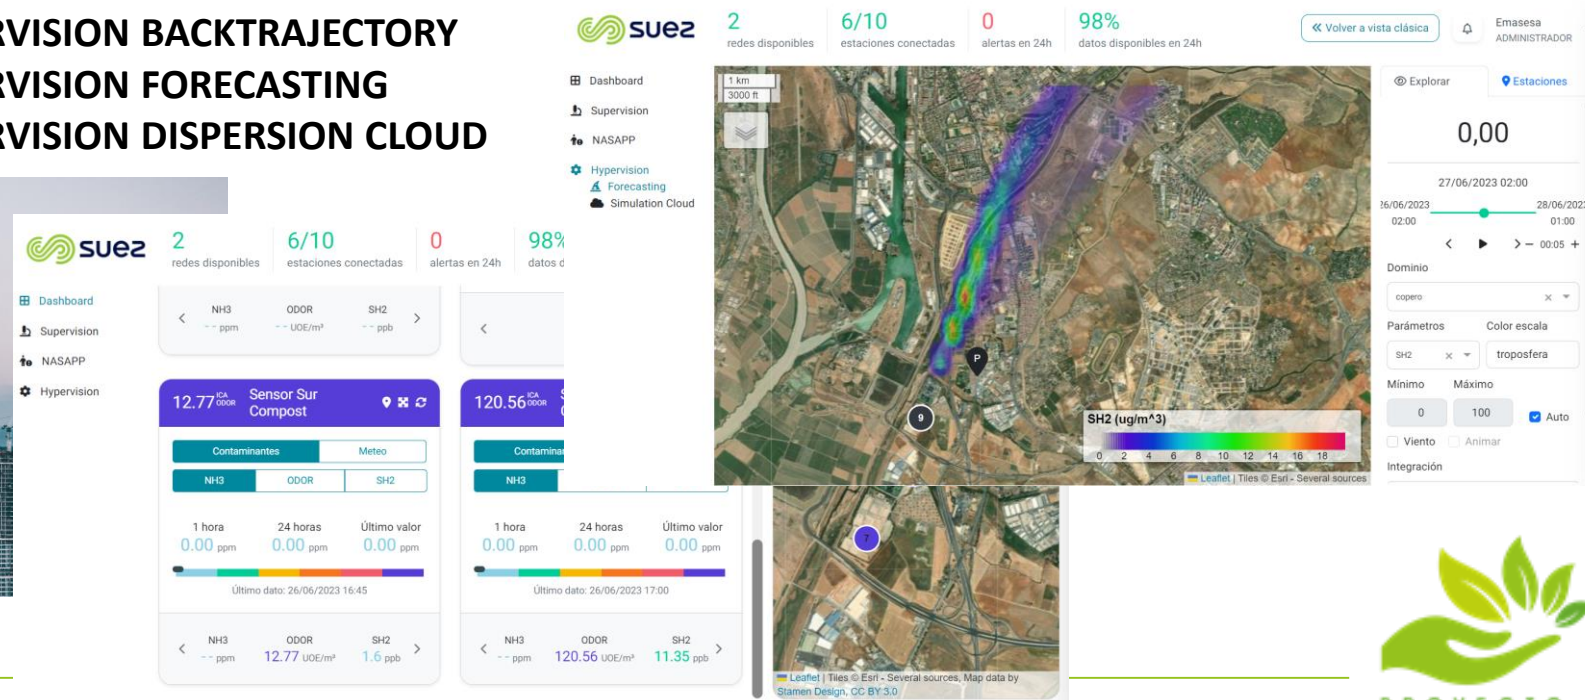 RVISION BACKTRAJECTORY
RVISION FORECASTING
RVISION DISPERSION CLOUD
suez
2
redes disponibles
6/10
estaciones conectadas
0
alertas en 24h
98%
datos disponibles en 24h
Volver a vista clásica
Emasesa
ADMINISTRADOR
Dashboard
Supervision
NASAPP
Hypervision
Forecasting
Simulation Cloud
1 km
3000 ft
P
9
SH2 (ug/m^3)
0 2 4 6 8 10 12 14 16 18
Leaflet | Tiles © Esri - Several sources
Explorar
Estaciones
0,00
27/06/2023 02:00
26/06/2023
02:00
28/06/2023
01:00
00:05
Dominio
copero
Parámetros
Color escala
SH2
troposfera
Mínimo
Máximo
0
100
Auto
Viento
Animar
Integración
suez
2
redes disponibles
6/10
estaciones conectadas
0
alertas en 24h
98%
datos d
Dashboard
Supervision
NASAPP
Hypervision
NH3 ODOR SH2
-- ppm -- UOE/m³ -- ppb
12.77 ICA ODOR
Sensor Sur
Compost
Contaminantes
Meteo
NH3 ODOR SH2
1 hora 24 horas Último valor
0.00 ppm 0.00 ppm 0.00 ppm
Último dato: 26/06/2023 16:45
NH3 ODOR SH2
-- ppm 12.77 UOE/m³ 1.6 ppb
120.56 ICA ODOR
Contamina
NH3
1 hora 24 horas Último valor
0.00 ppm 0.00 ppm 0.00 ppm
Último dato: 26/06/2023 17:00
NH3 ODOR SH2
-- ppm 120.56 UOE/m³ 11.35 ppb
7
Leaflet | Tiles © Esri - Several sources, Map data by
Stamen Design, CC BY 3.0